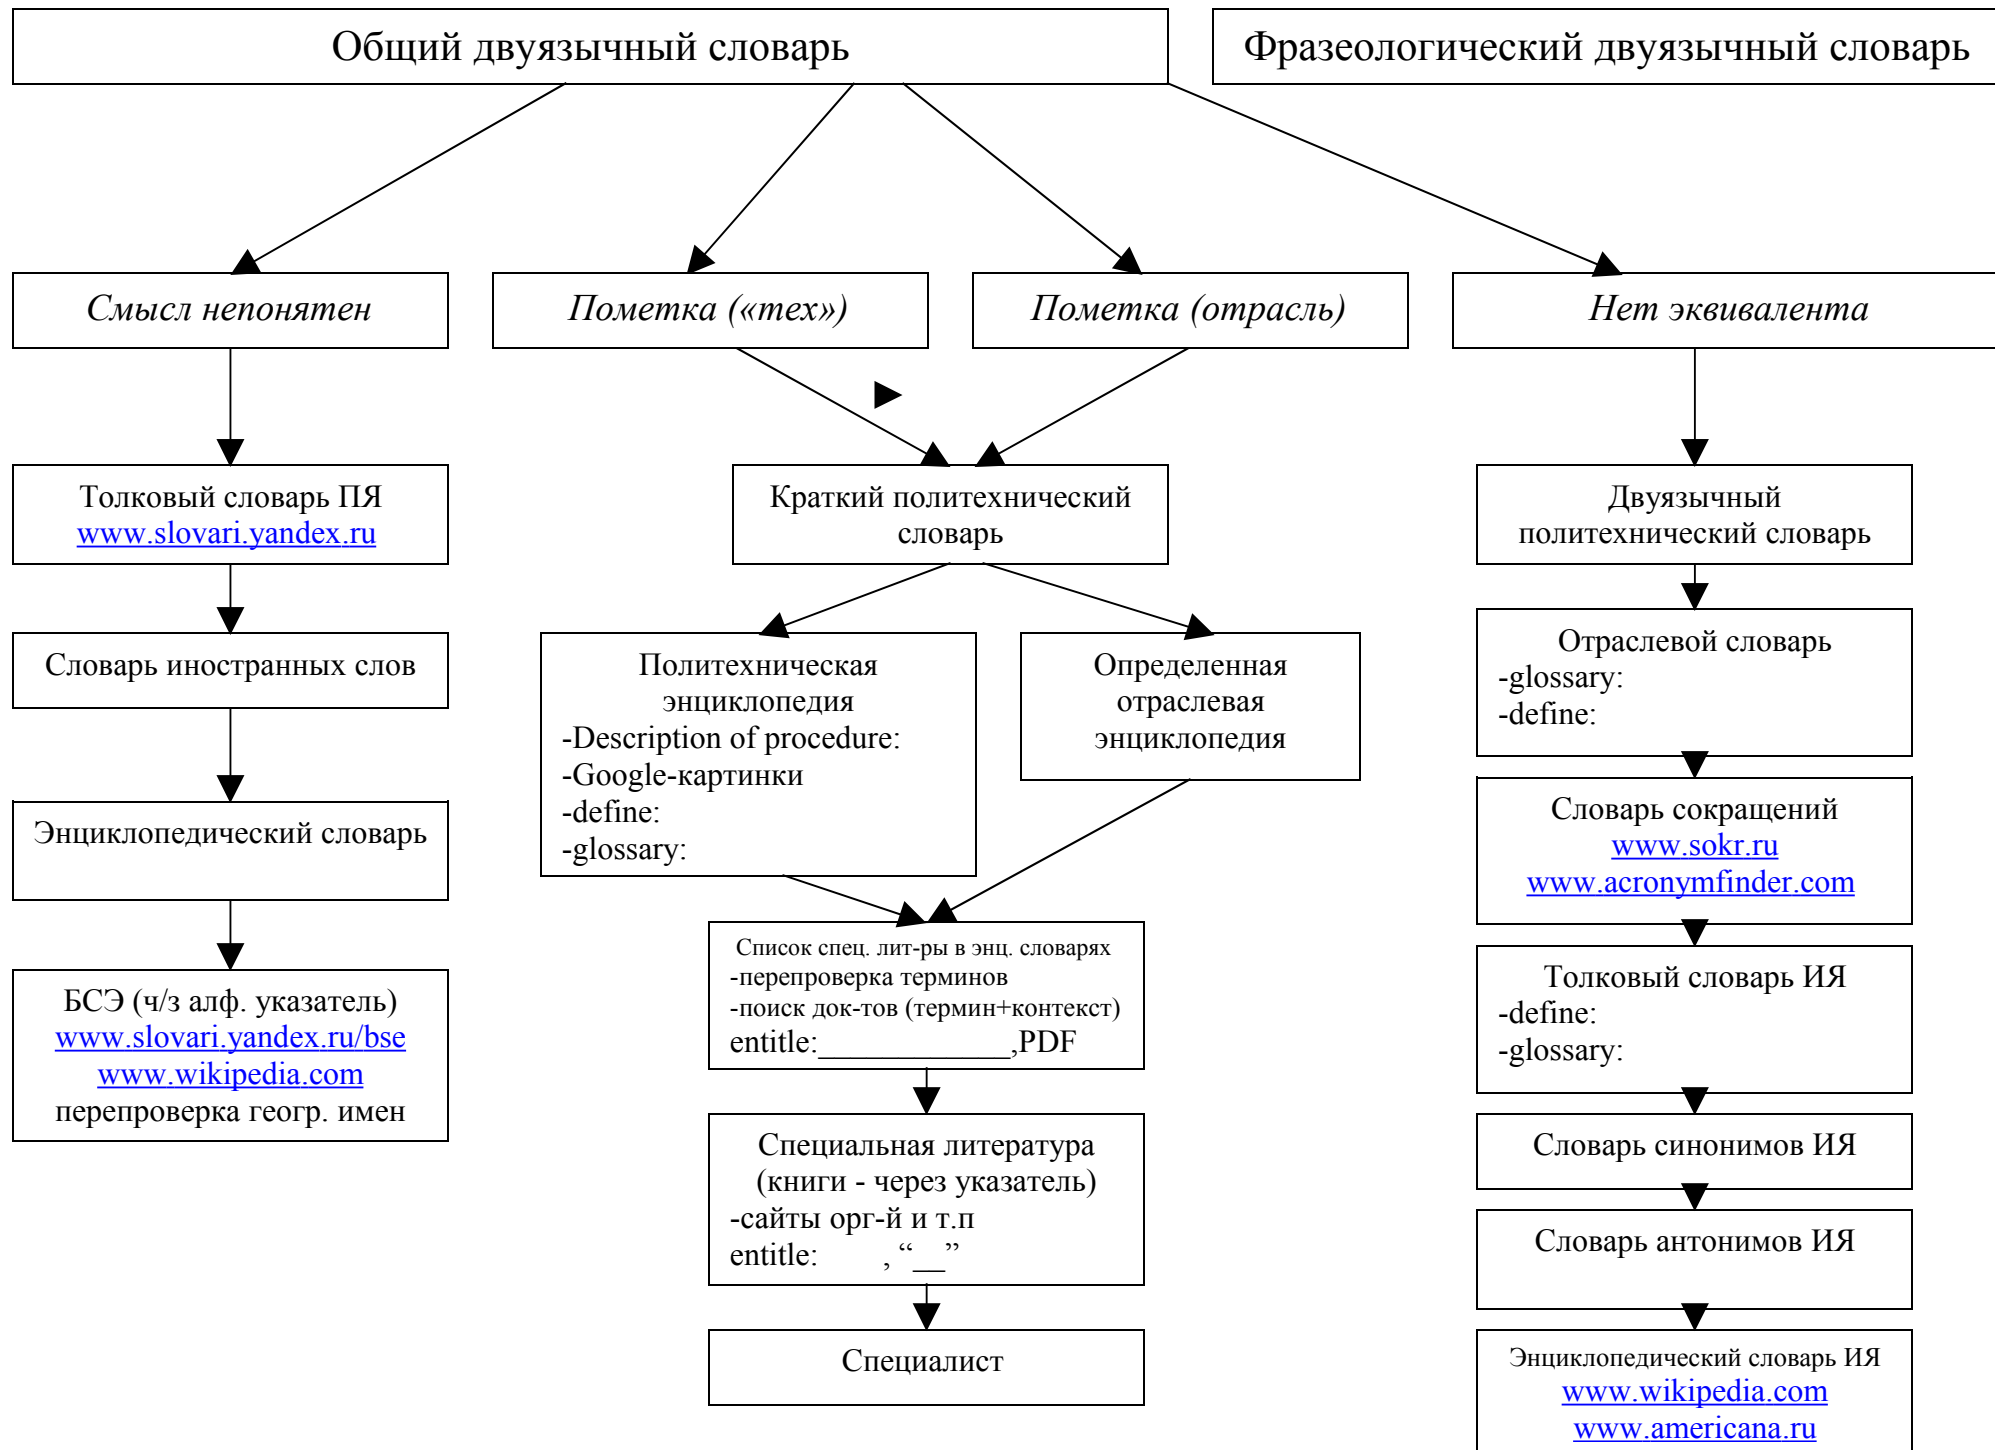 Общий двуязычный словарь
Фразеологический двуязычный словарь
Смысл непонятен
Пометка («тех»)
Пометка (отрасль)
Нет эквивалента
Толковый словарь ПЯ
www.slovari.yandex.ru
Краткий политехнический
словарь
Двуязычный
политехнический словарь
Словарь иностранных слов
Политехническая
энциклопедия
-Description of procedure:
-Google-картинки
-define:
-glossary:
Определенная
отраслевая
энциклопедия
Отраслевой словарь
-glossary:
-define:
Энциклопедический словарь
Словарь сокращений
www.sokr.ru
www.acronymfinder.com
БСЭ (ч/з алф. указатель)
www.slovari.yandex.ru/bse
www.wikipedia.com
перепроверка геогр. имен
Список спец. лит-ры в энц. словарях
-перепроверка терминов
-поиск док-тов (термин+контекст)
entitle:____________,PDF
Толковый словарь ИЯ
-define:
-glossary:
Специальная литература
(книги - через указатель)
-сайты орг-й и т.п
entitle: , “__”
Словарь синонимов ИЯ
Словарь антонимов ИЯ
Специалист
Энциклопедический словарь ИЯ
www.wikipedia.com
www.americana.ru